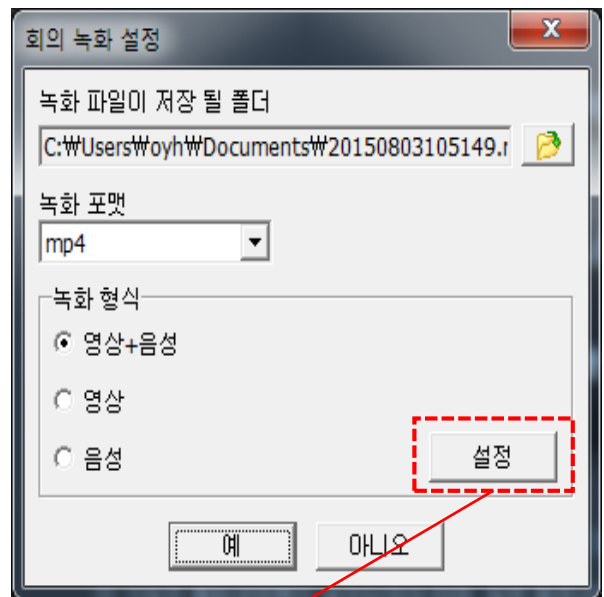 회의 녹화 설정
녹화 파일이 저장 될 폴더
C:₩Users₩oyh₩Documents₩20150803105149.r
녹화 포맷
mp4
녹화 형식
영상+음성
영상
음성
설정
예 아니오